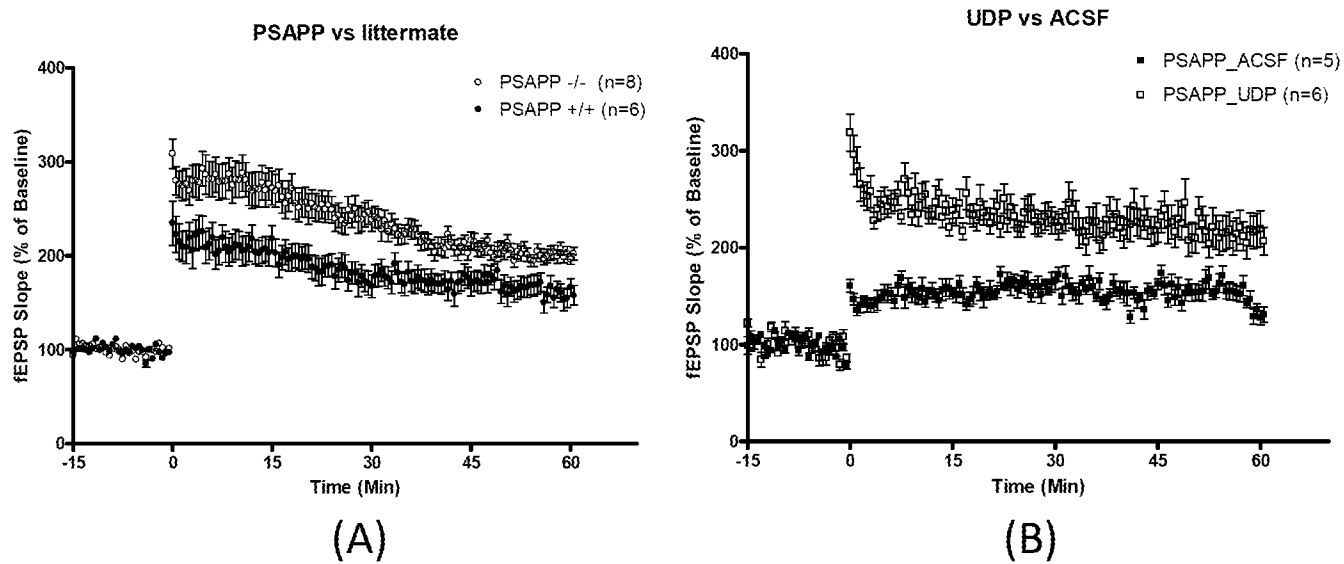 PSAPP vs littermate
400
300
200
100
0
fEPSP Slope (% of Baseline)
PSAPP -/- (n=8)
PSAPP +/+ (n=6)
-15 0 15 30 45 60
Time (Min)
(A)
UDP vs ACSF
400
300
200
100
0
fEPSP Slope (% of Baseline)
PSAPP_ACSF (n=5)
PSAPP_UDP (n=6)
-15 0 15 30 45 60
Time (Min)
(B)